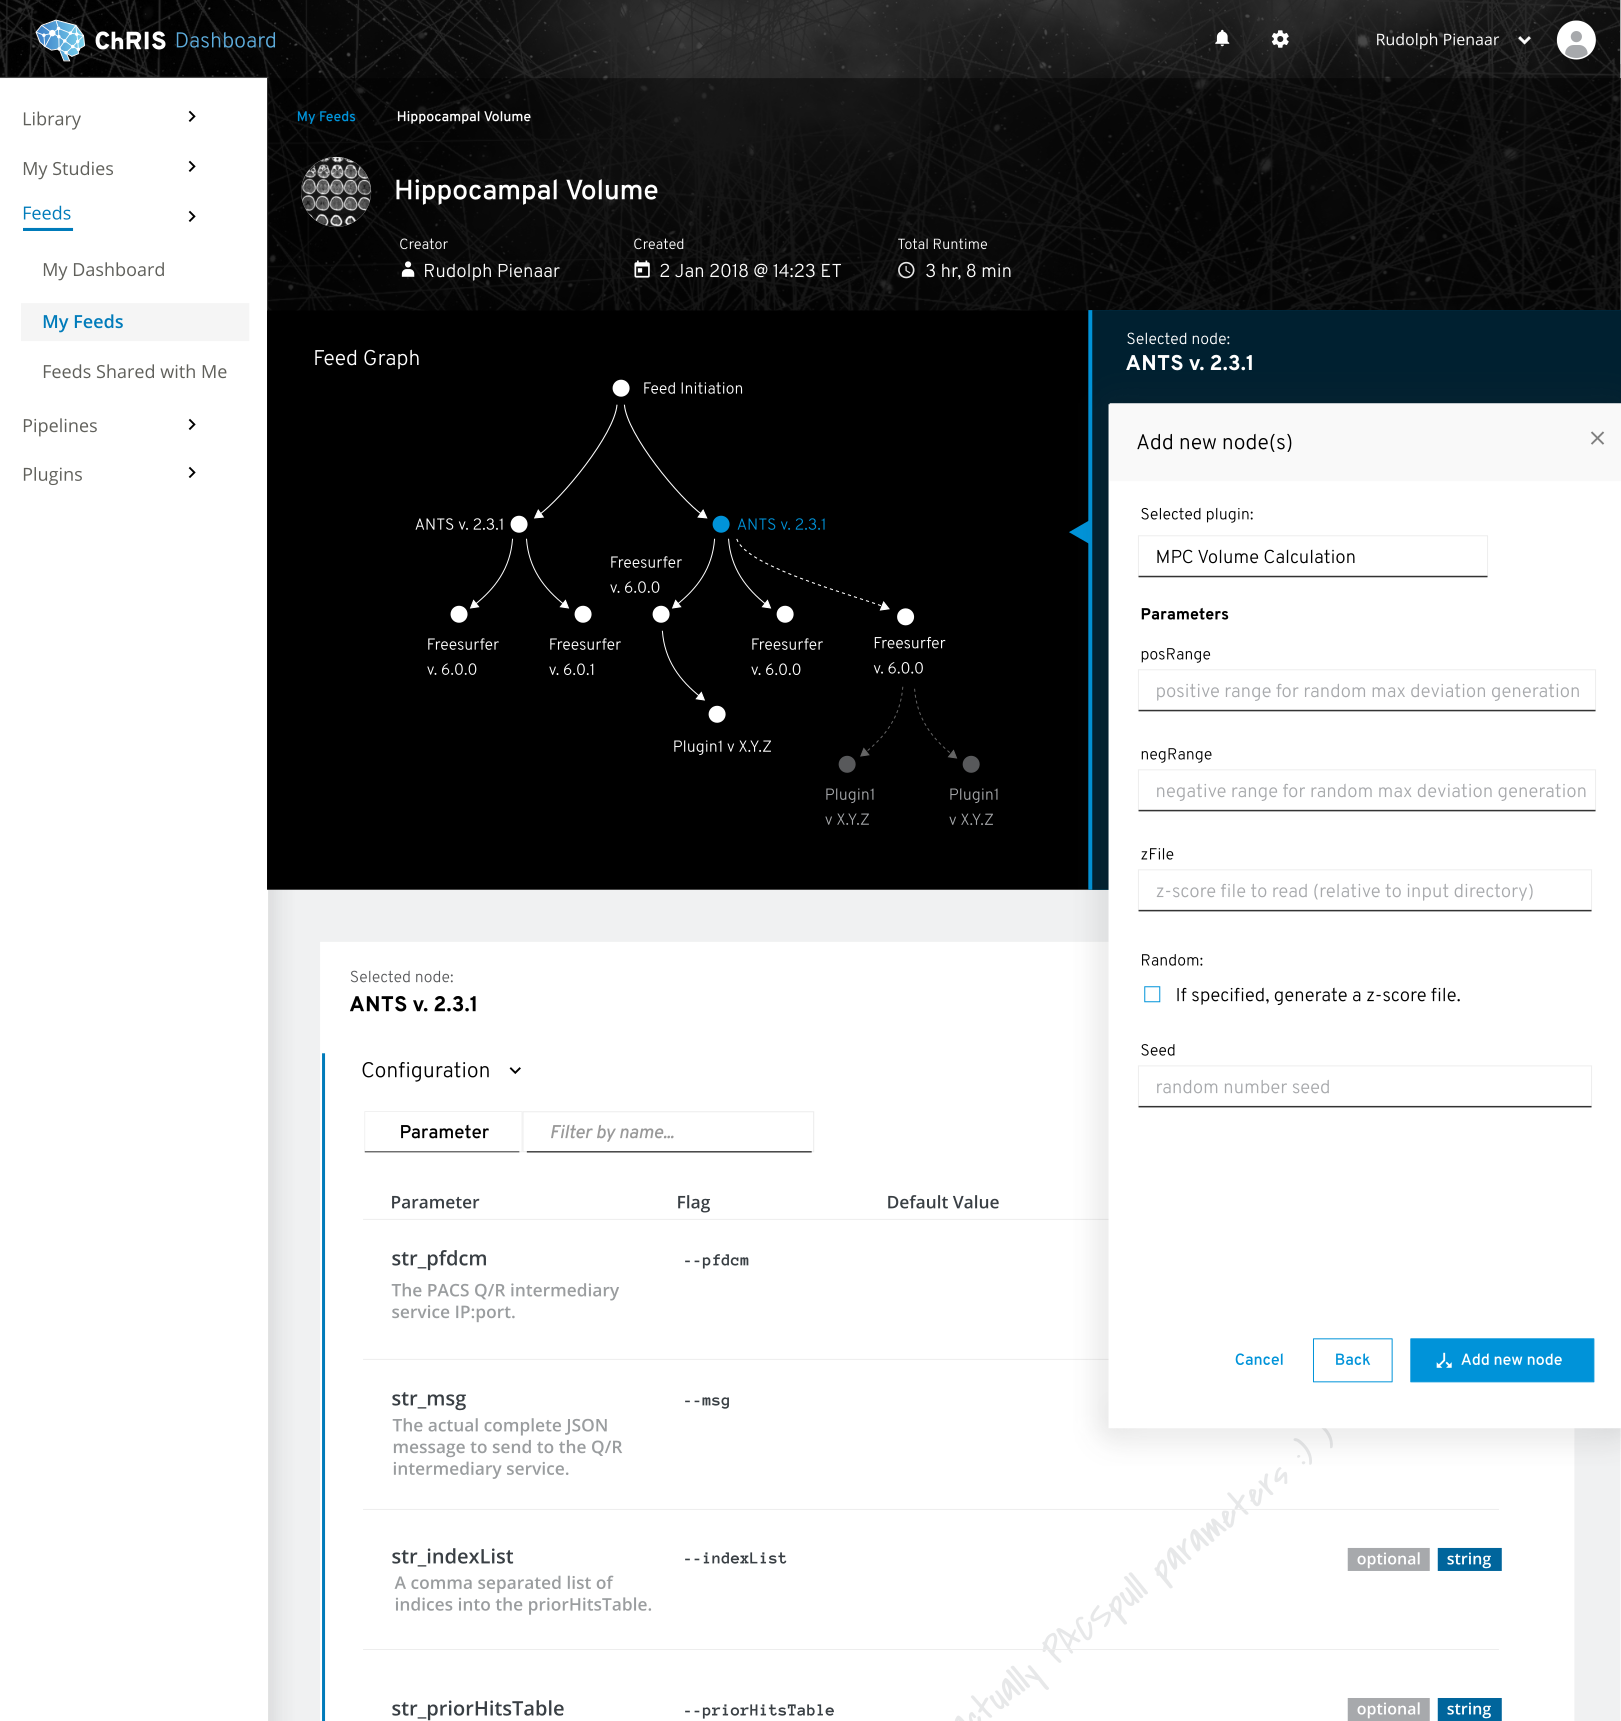 ChRIS Dashboard
Rudolph Pienaar
Library
My Studies
Feeds
My Dashboard
My Feeds
Feeds Shared with Me
Pipelines
Plugins
My Feeds
Hippocampal Volume
Hippocampal Volume
Creator
Rudolph Pienaar
Created
2 Jan 2018 @ 14:23 ET
Total Runtime
3 hr, 8 min
Feed Graph
Feed Initiation
ANTS v. 2.3.1
ANTS v. 2.3.1
Freesurfer
v. 6.0.0
Freesurfer
v. 6.0.0
Freesurfer
v. 6.0.1
Freesurfer
v. 6.0.0
Freesurfer
v. 6.0.0
Plugin1 v X.Y.Z
Plugin1
v X.Y.Z
Plugin1
v X.Y.Z
Selected node:
ANTS v. 2.3.1
Add new node(s)
Selected plugin:
MPC Volume Calculation
Parameters
posRange
positive range for random max deviation generation
negRange
negative range for random max deviation generation
zFile
z-score file to read (relative to input directory)
Random:
If specified, generate a z-score file.
Seed
random number seed
Cancel
Back
Add new node
Selected node:
ANTS v. 2.3.1
Configuration
Parameter
Filter by name...
Parameter Flag Default Value
str_pfdcm
--pfdcm
The PACS Q/R intermediary
service IP:port.
str_msg
--msg
The actual complete JSON
message to send to the Q/R
intermediary service.
str_indexList
--indexList
optional string
A comma separated list of
indices into the priorHitsTable.
str_priorHitsTable
--priorHitsTable
optional string
PACSpull parameters :) )